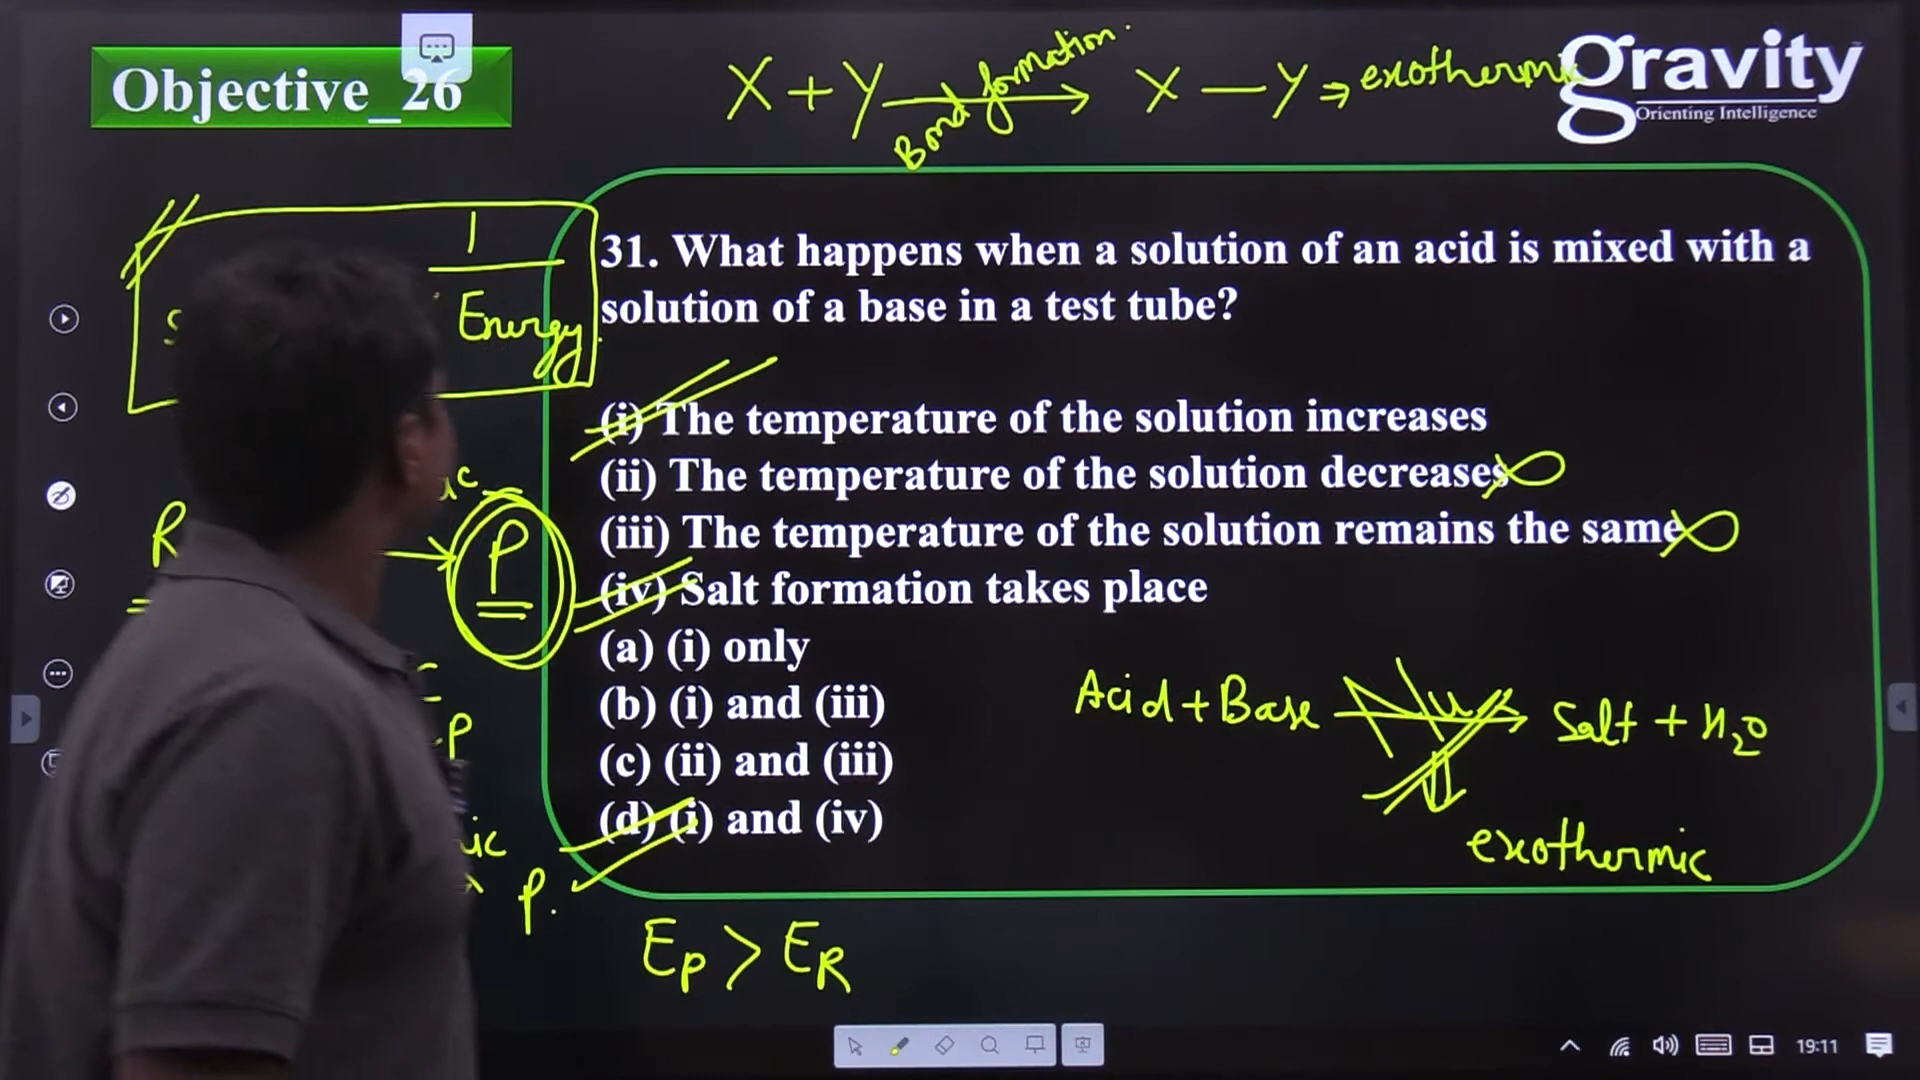 Objective_26
X + Y Bond formation X — Y ⇒ exothermic
gravity
Orienting Intelligence
1
Energy
31. What happens when a solution of an acid is mixed with a
solution of a base in a test tube?
(i) The temperature of the solution increases
(ii) The temperature of the solution decreases
(iii) The temperature of the solution remains the same
(iv) Salt formation takes place
(a) (i) only
(b) (i) and (iii)
(c) (ii) and (iii)
(d) (i) and (iv)
R → P
Acid + Base → Salt + H2O
exothermic
P
P.
EP > ER
19:11